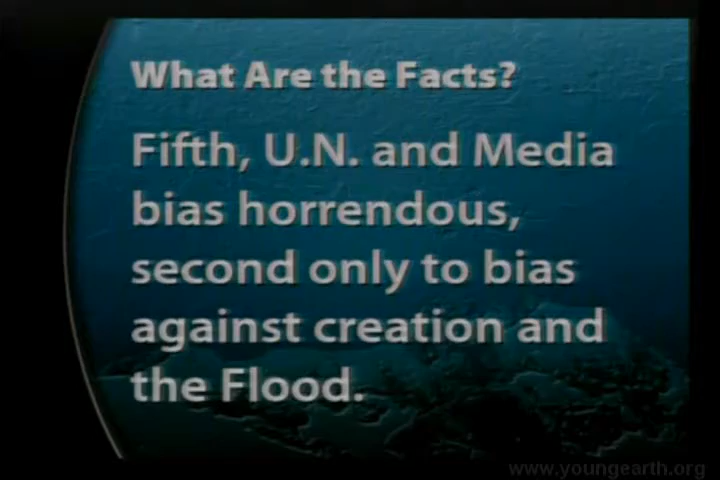 What Are the Facts?
Fifth, U.N. and Media
bias horrendous,
second only to bias
against creation and
the Flood.
www.youngearth.org